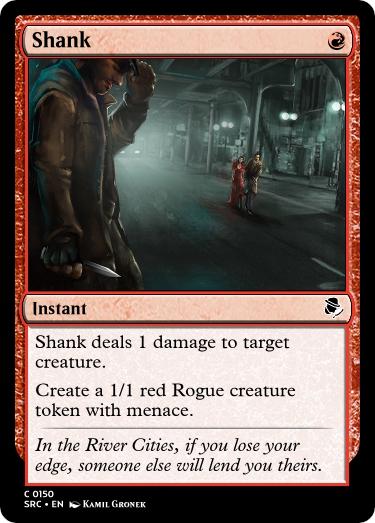 Shank
Instant
Shank deals 1 damage to target
creature.
Create a 1/1 red Rogue creature
token with menace.
In the River Cities, if you lose your
edge, someone else will lend you theirs.
C 0150
SRC • EN Kamil Gronek